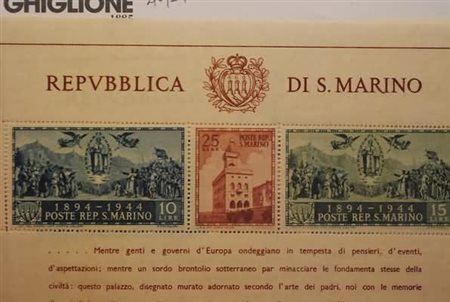 GHIGLIONE
1885
REPVBBLICA DI S. MARINO
1894-1944
10
LIRE
POSTE REP. S. MARINO
25
LIRE
POSTE REP.
S. MARINO
1894-1944
15
LIRE
POSTE REP. S. MARINO
. . . . . Mentre genti e governi d'Europa ondeggiano in tempesta di pensieri, d'eventi,
d'aspettazioni; mentre un sordo brontolio sotterraneo par minacciare le fondamenta stesse della
civiltà: questo palazzo, disegnato murato adornato secondo l'arte dei padri, noi con le memorie